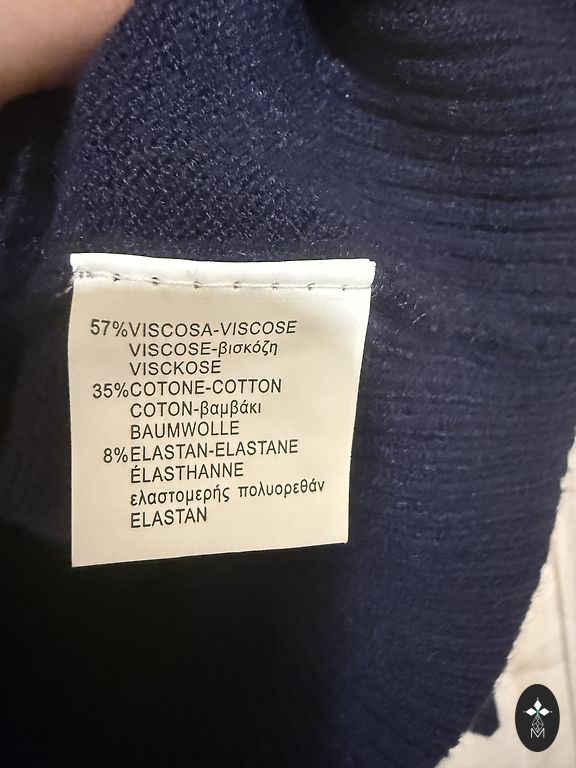 57%VISCOSA-VISCOSE
VISCOSE-βισκόζη
VISCKOSE
35%COTONE-COTTON
COTON-βαμβάκι
BAUMWOLLE
8%ELASTAN-ELASTANE
ÉLASTHANNE
ελαστομερής πολυορεθάν
ELASTAN
M